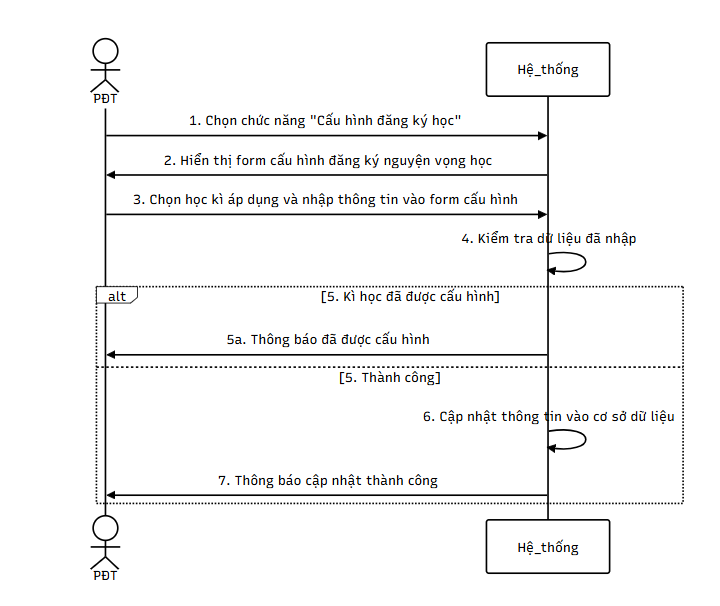 PĐT
Hệ_thống
1. Chọn chức năng "Cấu hình đăng ký học"
2. Hiển thị form cấu hình đăng ký nguyện vọng học
3. Chọn học kì áp dụng và nhập thông tin vào form cấu hình
4. Kiểm tra dữ liệu đã nhập
alt
[5. Kì học đã được cấu hình]
5a. Thông báo đã được cấu hình
[5. Thành công]
6. Cập nhật thông tin vào cơ sở dữ liệu
7. Thông báo cập nhật thành công
PĐT
Hệ_thống